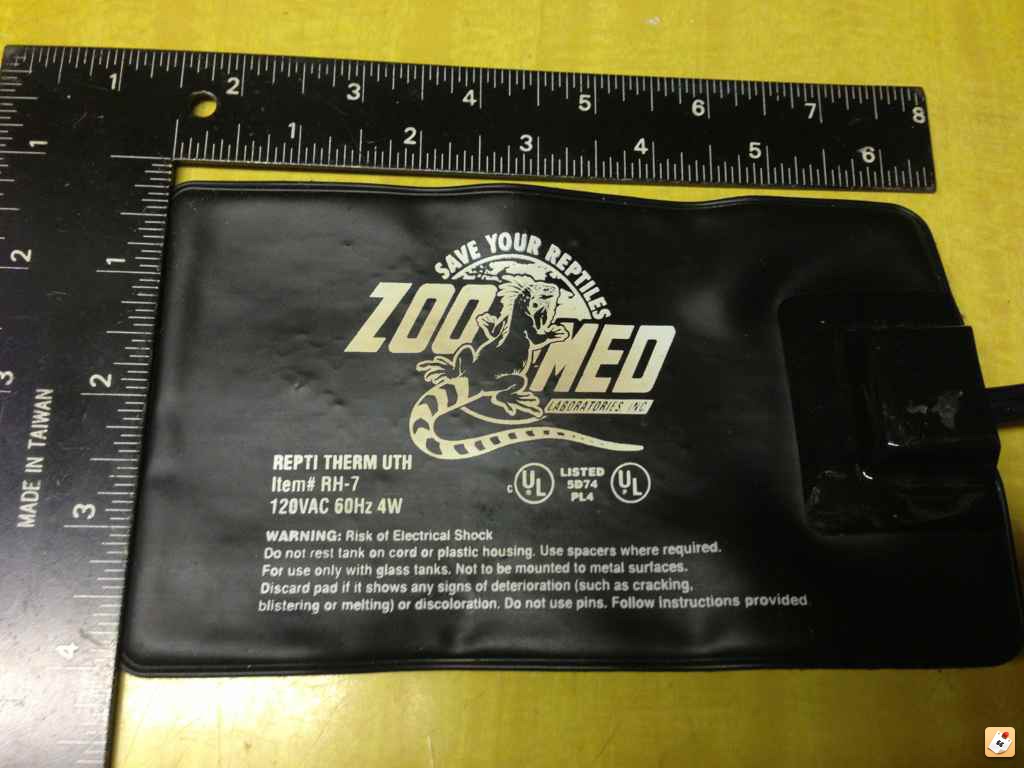 1 2 3 4 5 6 7 8
1 2 3 4 5 6
1
2
3
4
1
2
3
MADE IN TAIWAN
SAVE YOUR REPTILES
ZOO MED
LABORATORIES INC
REPTI THERM UTH
Item# RH-7
120VAC 60Hz 4W
c UL LISTED UL
5D74
PL4
WARNING: Risk of Electrical Shock
Do not rest tank on cord or plastic housing. Use spacers where required.
For use only with glass tanks. Not to be mounted to metal surfaces.
Discard pad if it shows any signs of deterioration (such as cracking,
blistering or melting) or discoloration. Do not use pins. Follow instructions provided.